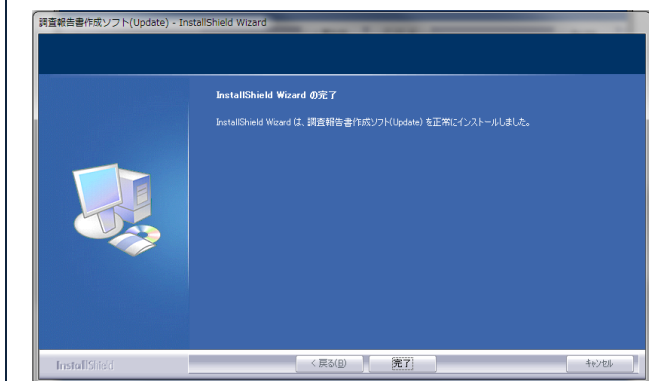 調査報告書作成ソフト(Update) - InstallShield Wizard
InstallShield Wizard の完了
InstallShield Wizard は、調査報告書作成ソフト(Update) を正常にインストールしました。
InstallShield
< 戻る(B)
完了
キャンセル